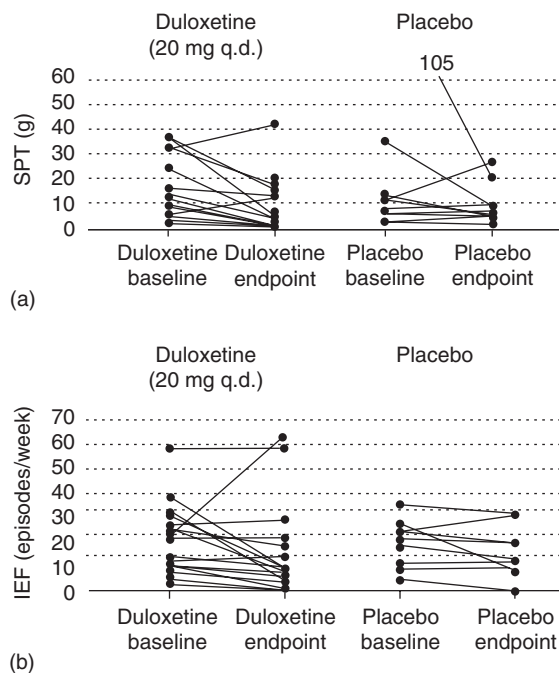 Duloxetine
(20 mg q.d.)
Placebo
105
60
50
40
30
20
10
0
SPT (g)
Duloxetine
baseline
Duloxetine
endpoint
Placebo
baseline
Placebo
endpoint
(a)
Duloxetine
(20 mg q.d.)
Placebo
70
60
50
40
30
20
10
0
IEF (episodes/week)
Duloxetine
baseline
Duloxetine
endpoint
Placebo
baseline
Placebo
endpoint
(b)